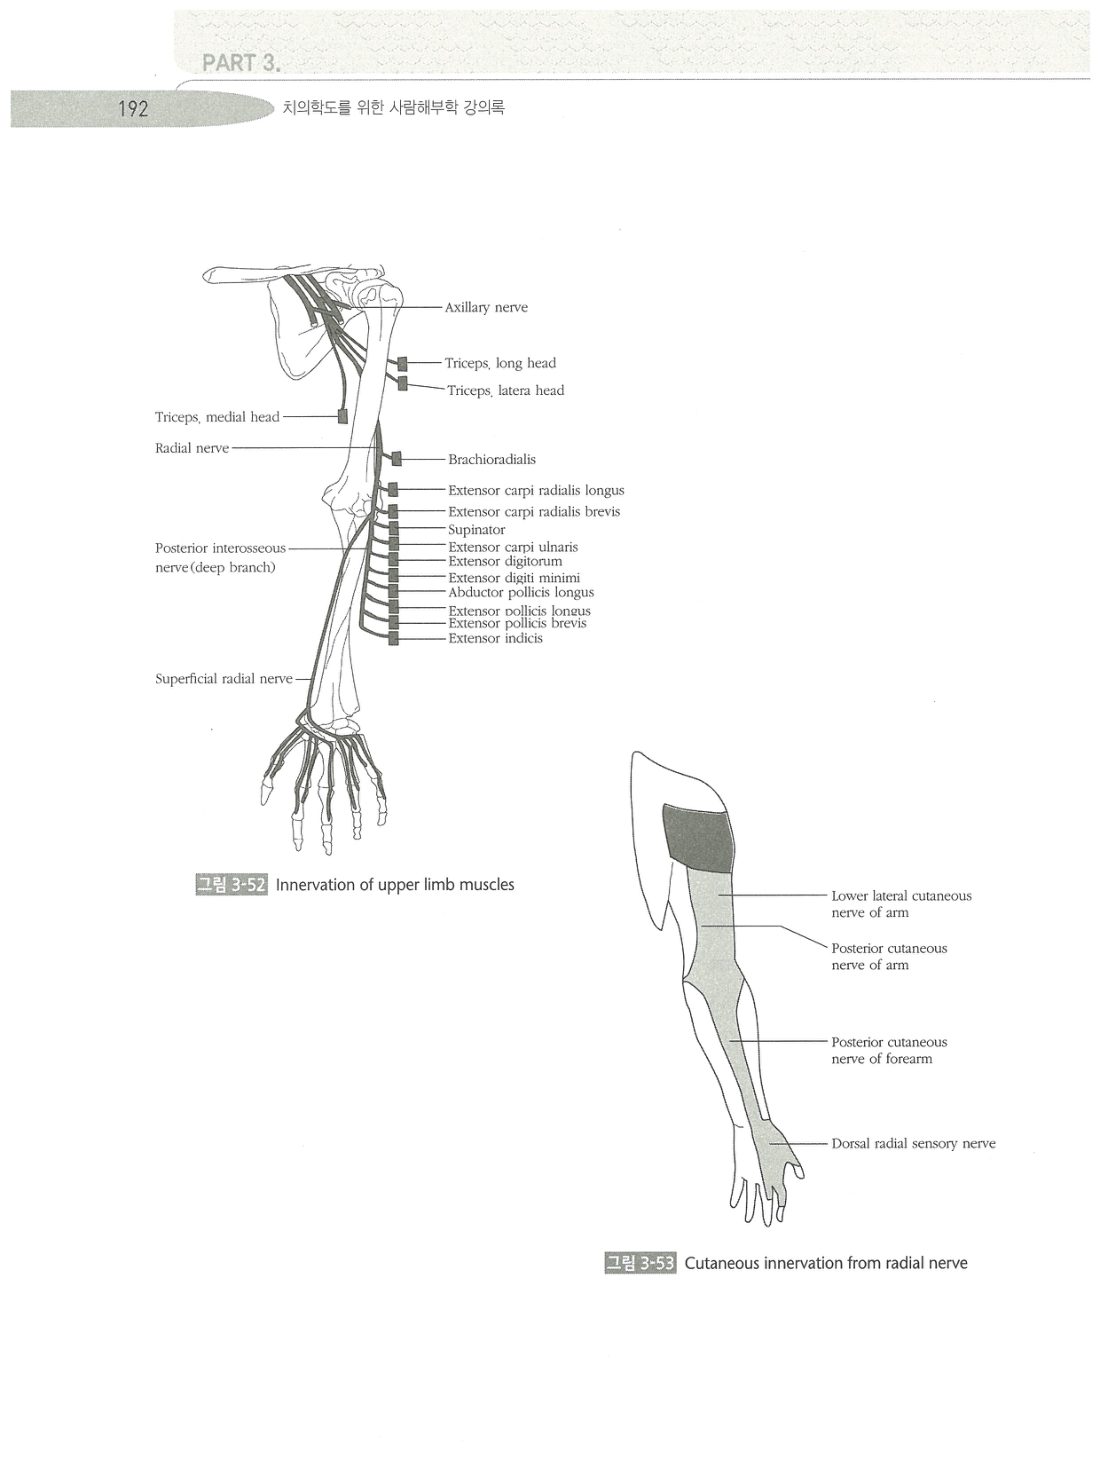 PART 3.
192
치의학도를 위한 사람해부학 강의록
Axillary nerve
Triceps, long head
Triceps, latera head
Triceps, medial head
Radial nerve
Brachioradialis
Extensor carpi radialis longus
Extensor carpi radialis brevis
Supinator
Extensor carpi ulnaris
Extensor digitorum
Extensor digiti minimi
Abductor pollicis longus
Extensor pollicis longus
Extensor pollicis brevis
Extensor indicis
Posterior interosseous
nerve(deep branch)
Superficial radial nerve
그림 3-52 Innervation of upper limb muscles
Lower lateral cutaneous
nerve of arm
Posterior cutaneous
nerve of arm
Posterior cutaneous
nerve of forearm
Dorsal radial sensory nerve
그림 3-53 Cutaneous innervation from radial nerve